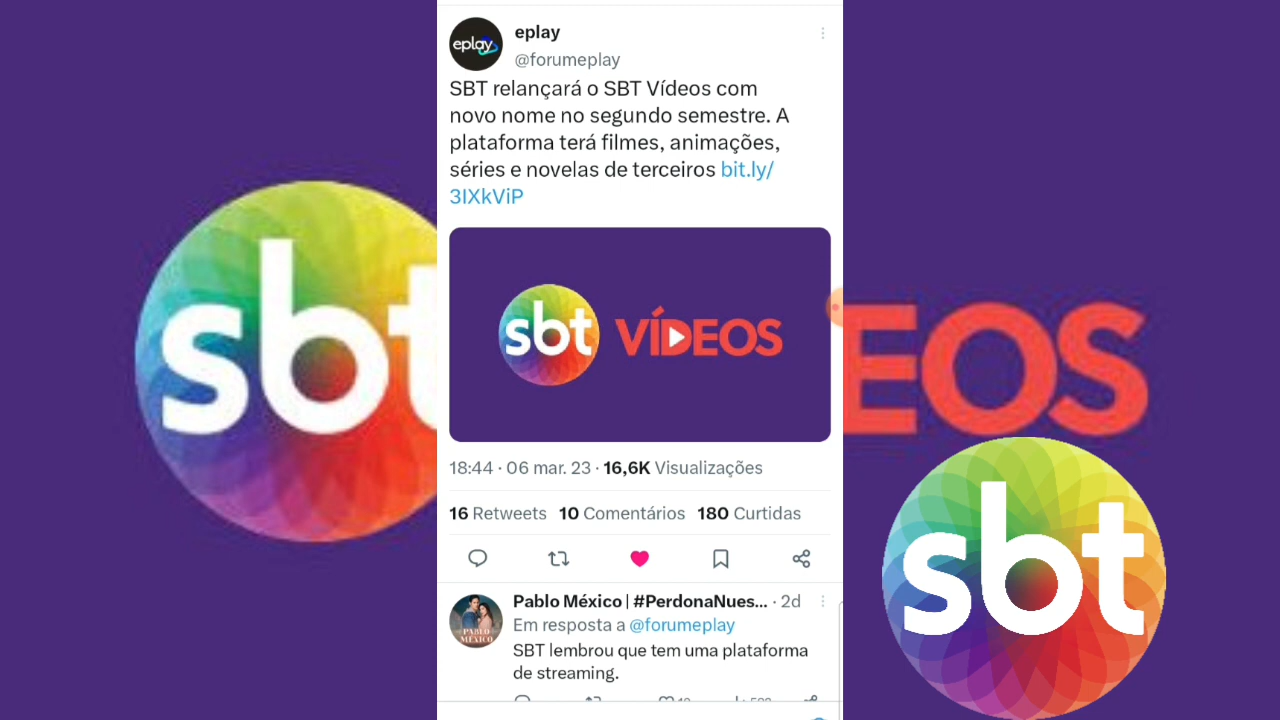 eplay
eplay
@forumeplay
SBT relançará o SBT Vídeos com
novo nome no segundo semestre. A
plataforma terá filmes, animações,
séries e novelas de terceiros bit.ly/
3IXkViP
sbt VÍDEOS
18:44 · 06 mar. 23 · 16,6K Visualizações
16 Retweets 10 Comentários 180 Curtidas
Pablo México | #PerdonaNues... · 2d
Em resposta a @forumeplay
PABLO
MÉXICO
SBT lembrou que tem uma plataforma
de streaming.
sbt
EOS
sbt